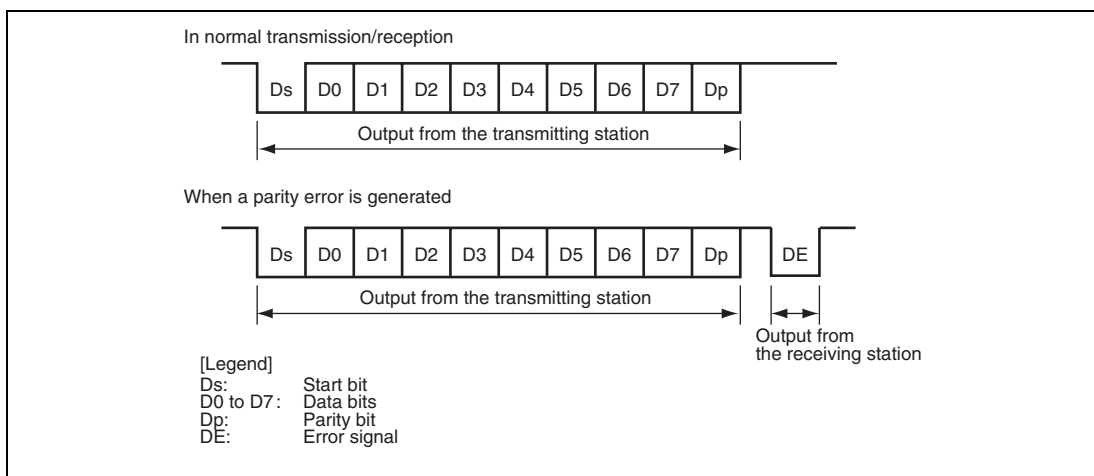 In normal transmission/reception
Ds D0 D1 D2 D3 D4 D5 D6 D7 Dp
Output from the transmitting station
When a parity error is generated
Ds D0 D1 D2 D3 D4 D5 D6 D7 Dp DE
Output from the transmitting station
Output from
the receiving station
[Legend]
Ds: Start bit
D0 to D7 : Data bits
Dp: Parity bit
DE: Error signal